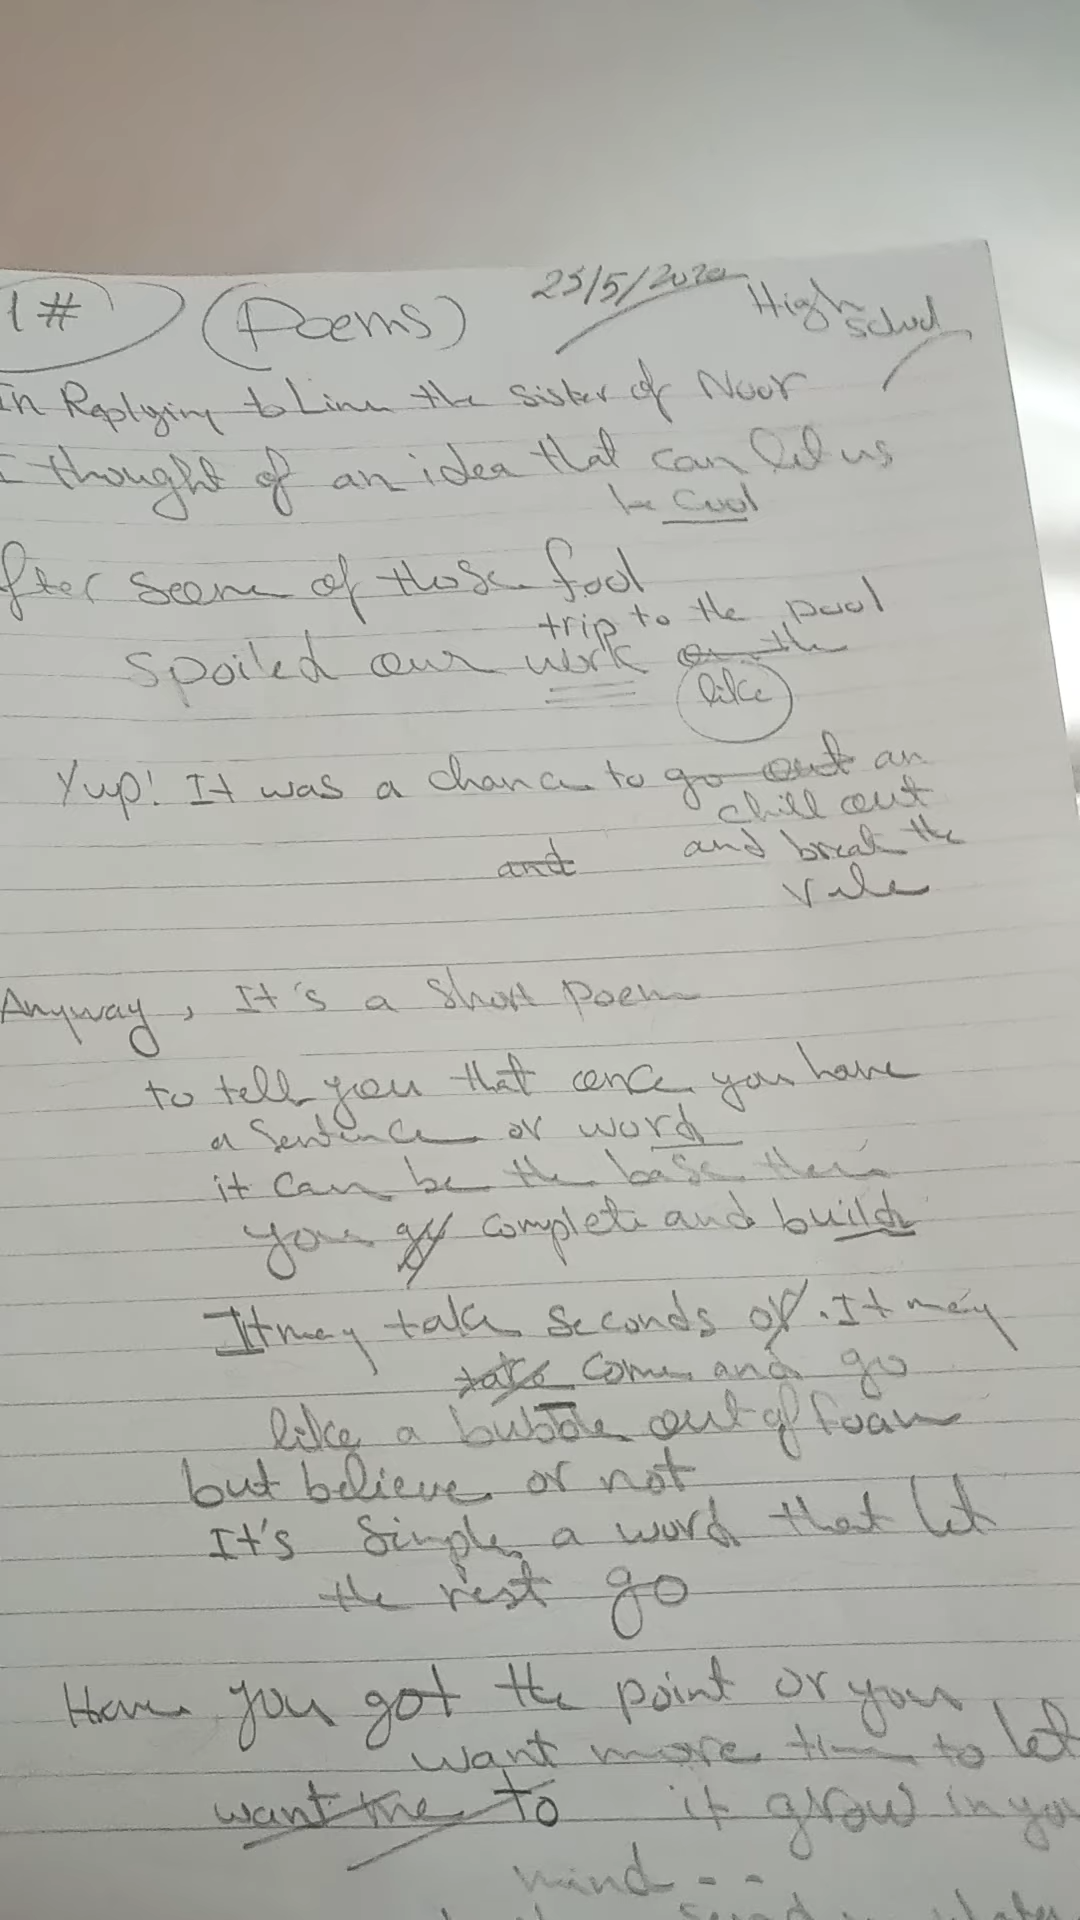 1# (Poems) 25/5/2020 High School
In Replying to Line the sister of Noor
I thought of an idea that can let us
be Cool
fter some of those fool
trip to the pool
Spoiled our work on the
like
Yup! It was a chance to go out an
chill out
and and break the
rule
Anyway, It's a short poem
to tell you that once you have
a sentence or word
it can be the base then
you complete and build
It may take seconds or. It may
take come and go
like a bubble out of foam
but believe or not
It's simple a word that let
the rest go
Have you got the point or you
want more time to let
want me to it grow in you
mind - -